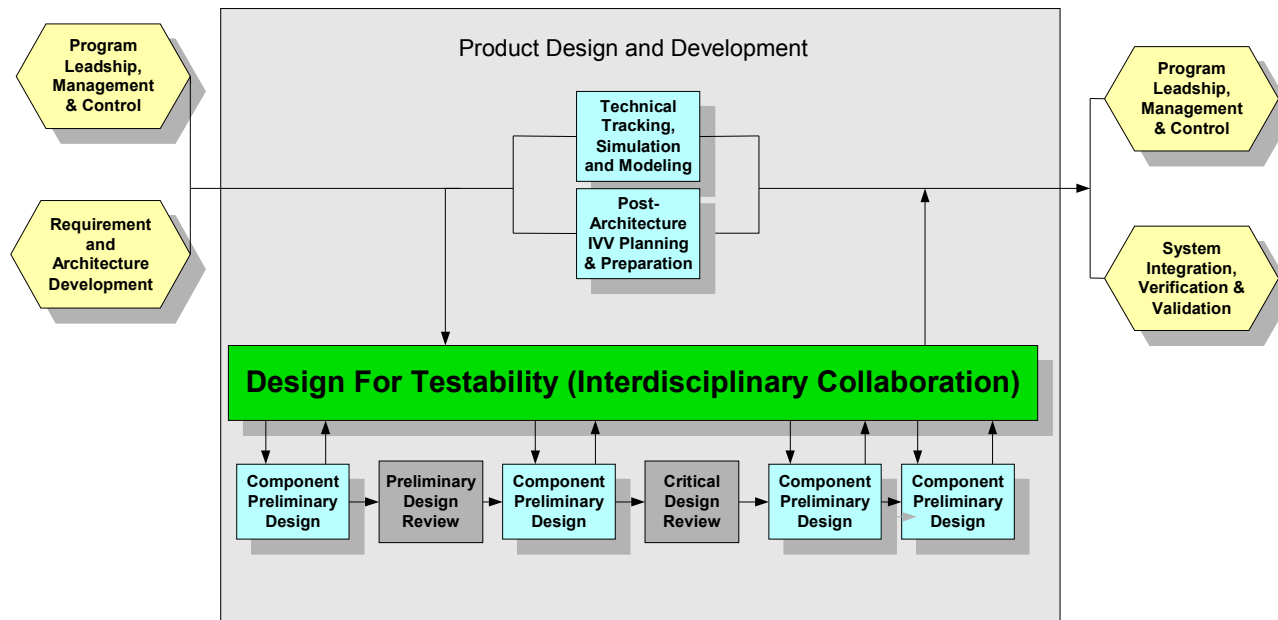 Product Design and Development
Program
Leadship,
Management
& Control
Requirement
and
Architecture
Development
Technical
Tracking,
Simulation
and Modeling
Post-
Architecture
IVV Planning
& Preparation
Program
Leadship,
Management
& Control
System
Integration,
Verification &
Validation
Design For Testability (Interdisciplinary Collaboration)
Component
Preliminary
Design
Preliminary
Design
Review
Component
Preliminary
Design
Critical
Design
Review
Component
Preliminary
Design
Component
Preliminary
Design